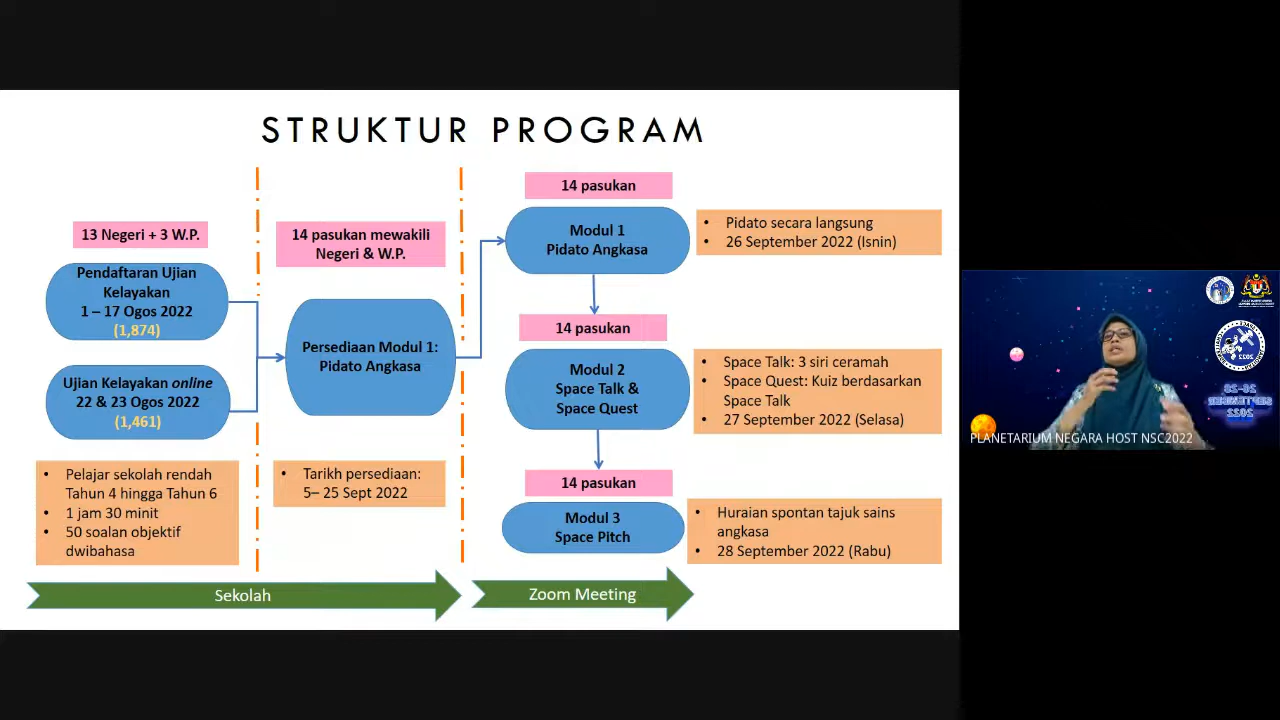 STRUKTUR PROGRAM
13 Negeri + 3 W.P.
Pendaftaran Ujian
Kelayakan
1 – 17 Ogos 2022
(1,874)
Ujian Kelayakan online
22 & 23 Ogos 2022
(1,461)
• Pelajar sekolah rendah
Tahun 4 hingga Tahun 6
• 1 jam 30 minit
• 50 soalan objektif
dwibahasa
14 pasukan mewakili
Negeri & W.P.
Persediaan Modul 1:
Pidato Angkasa
• Tarikh persediaan:
5– 25 Sept 2022
14 pasukan
Modul 1
Pidato Angkasa
• Pidato secara langsung
• 26 September 2022 (Isnin)
14 pasukan
Modul 2
Space Talk &
Space Quest
• Space Talk: 3 siri ceramah
• Space Quest: Kuiz berdasarkan
Space Talk
• 27 September 2022 (Selasa)
14 pasukan
Modul 3
Space Pitch
• Huraian spontan tajuk sains
angkasa
• 28 September 2022 (Rabu)
Sekolah
Zoom Meeting
26-28
SEPTEMBER
2022
PLANETARIUM NEGARA HOST NSC2022